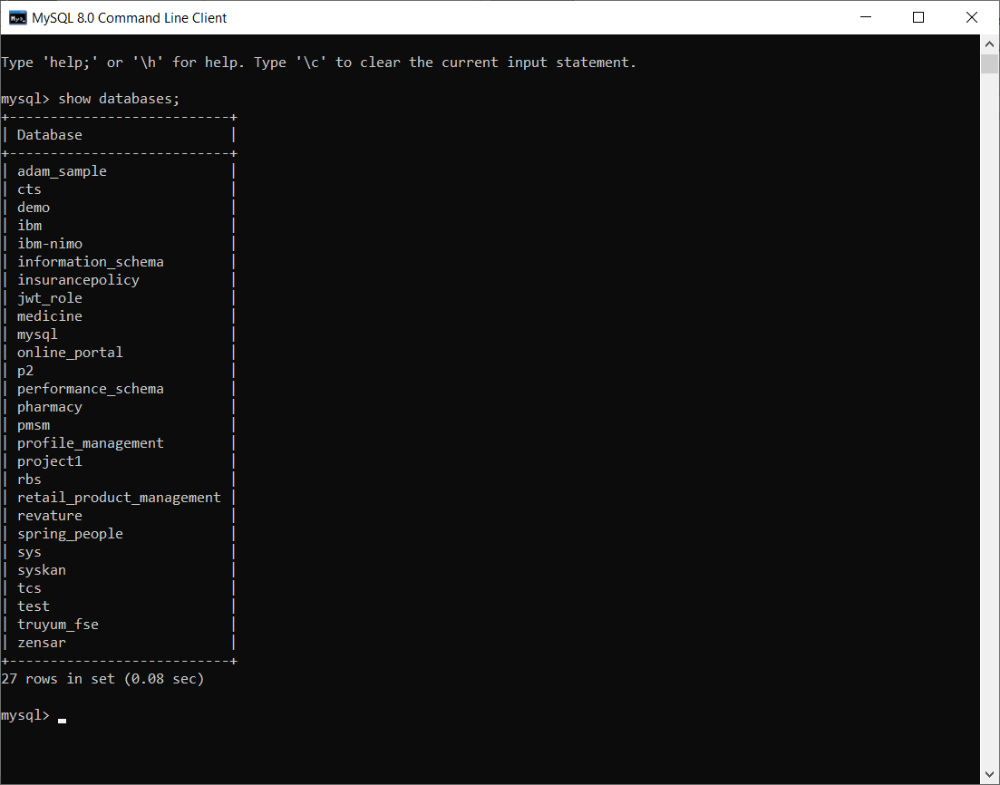 MySQL 8.0 Command Line Client
Type 'help;' or '\h' for help. Type '\c' to clear the current input statement.
mysql> show databases;
+---------------------------+
| Database                  |
+---------------------------+
| adam_sample               |
| cts                       |
| demo                      |
| ibm                       |
| ibm-nimo                  |
| information_schema        |
| insurancepolicy           |
| jwt_role                  |
| medicine                  |
| mysql                     |
| online_portal             |
| p2                        |
| performance_schema        |
| pharmacy                  |
| pmsm                      |
| profile_management        |
| project1                  |
| rbs                       |
| retail_product_management |
| revature                  |
| spring_people             |
| sys                       |
| syskan                    |
| tcs                       |
| test                      |
| truyum_fse                |
| zensar                    |
+---------------------------+
27 rows in set (0.08 sec)
mysql>